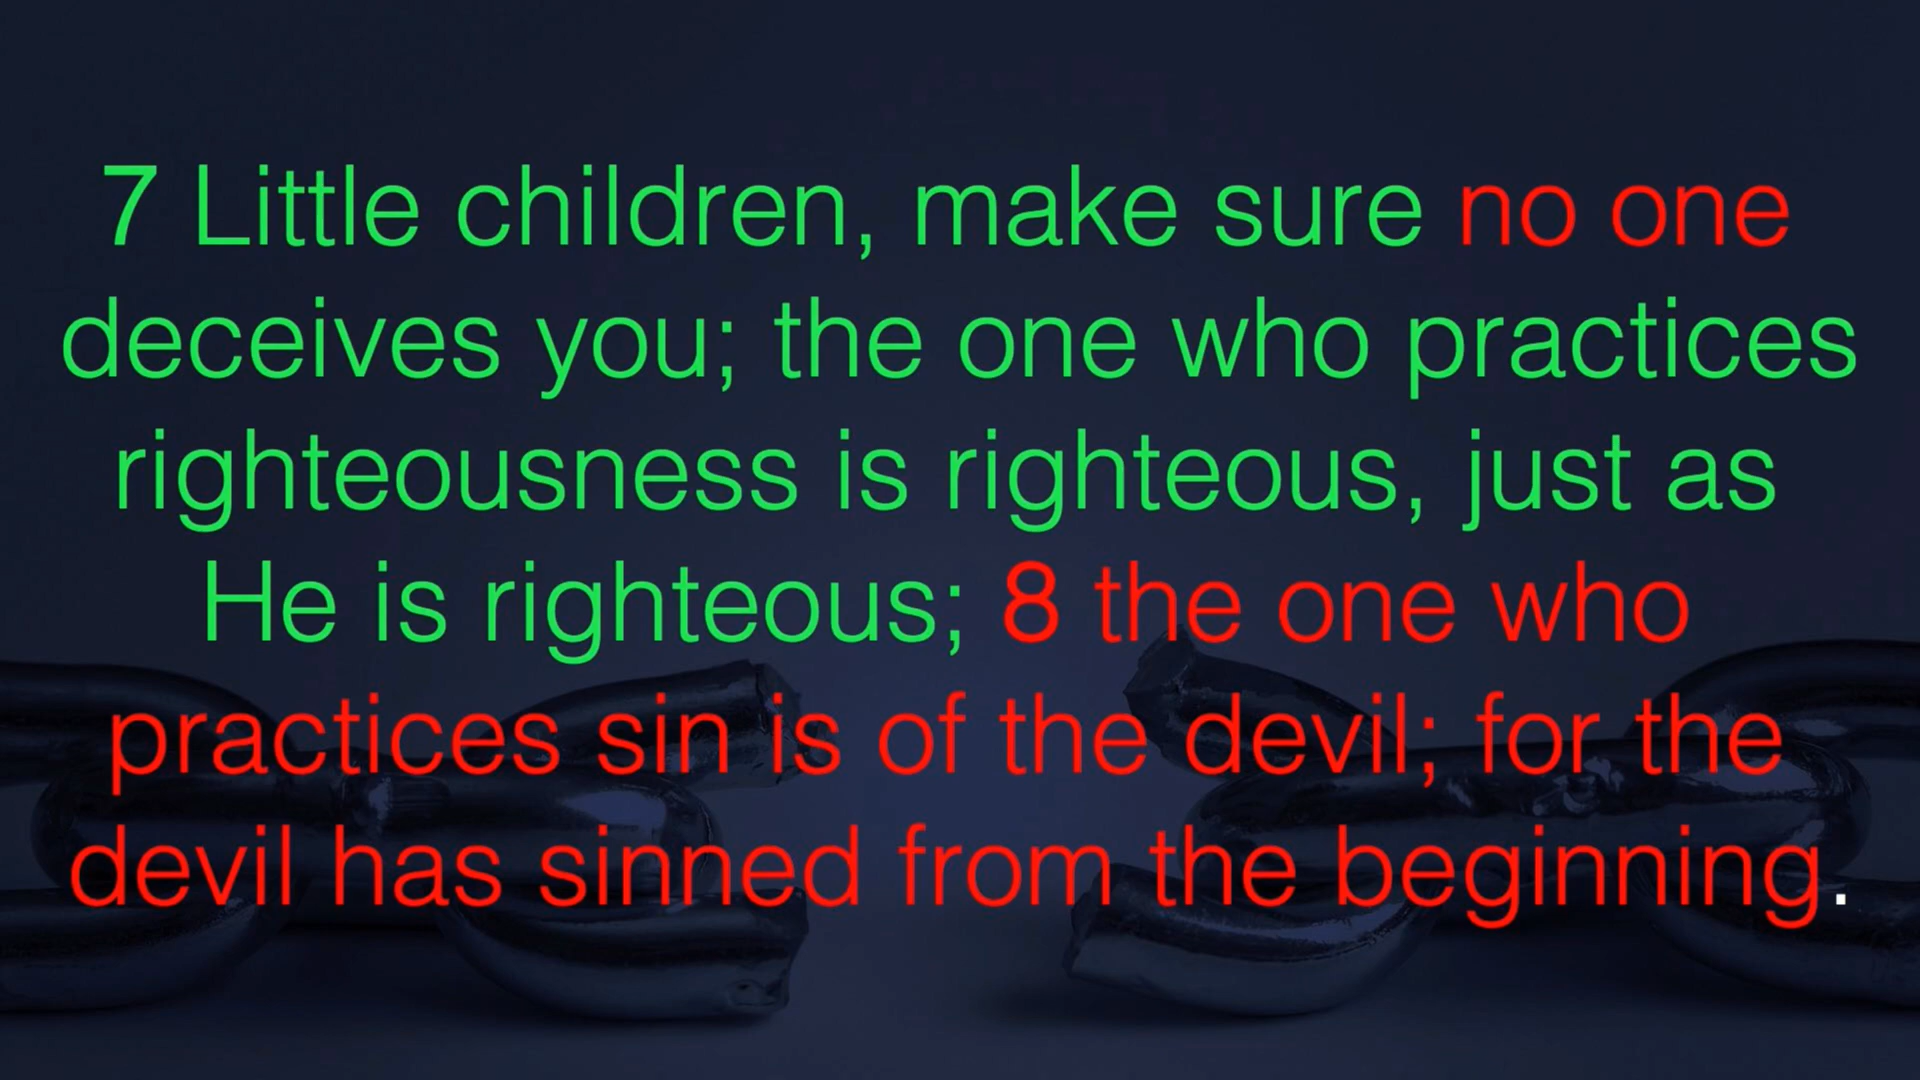 7 Little children, make sure no one
deceives you; the one who practices
righteousness is righteous, just as
He is righteous; 8 the one who
practices sin is of the devil; for the
devil has sinned from the beginning.